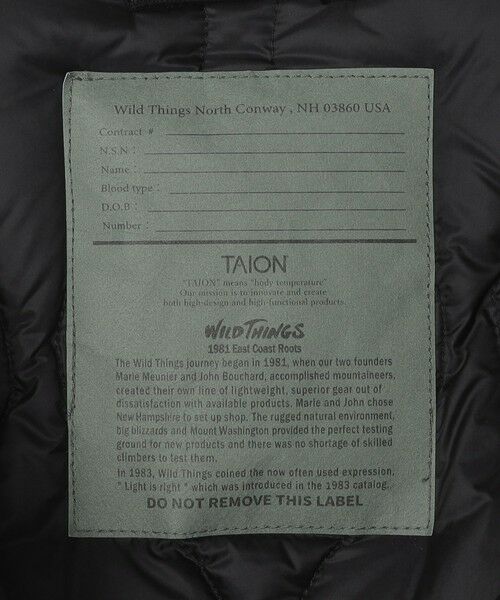 Wild Things North Conway , NH 03860 USA
Contract #
N.S.N :
Name :
Blood type :
D.O.B :
Number :
TAION
"TAION" means "body temperature"
Our mission is to innovate and create
both high-design and high-functional products.
WILD THINGS
1981 East Coast Roots
The Wild Things journey began in 1981, when our two founders
Marie Meunier and John Bouchard, accomplished mountaineers,
created their own line of lightweight, superior gear out of
dissatisfaction with available products. Marie and John chose
New Hampshire to set up shop. The rugged natural environment,
big blizzards and Mount Washington provided the perfect testing
ground for new products and there was no shortage of skilled
climbers to test them.
In 1983, Wild Things coined the now often used expression,
" Light is right " which was introduced in the 1983 catalog.
DO NOT REMOVE THIS LABEL